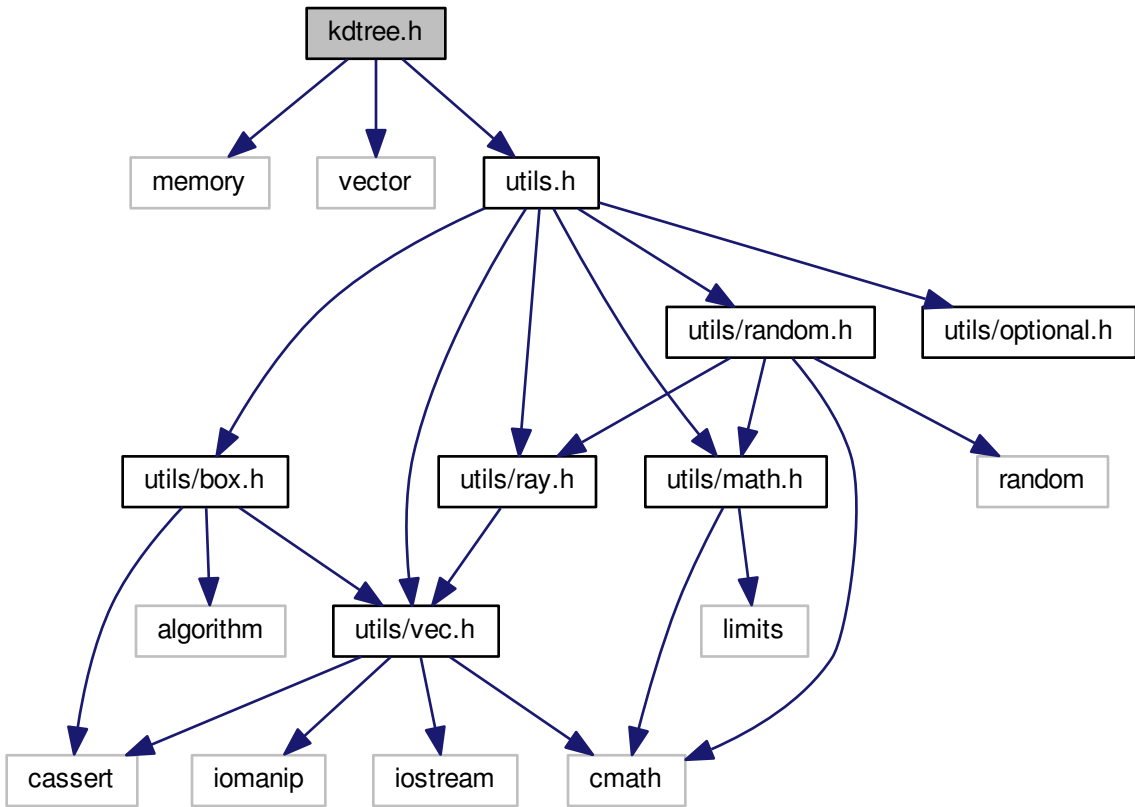 kdtree.h
memory
vector
utils.h
utils/random.h
utils/optional.h
utils/box.h
utils/ray.h
utils/math.h
random
algorithm
utils/vec.h
limits
cassert
iomanip
iostream
cmath